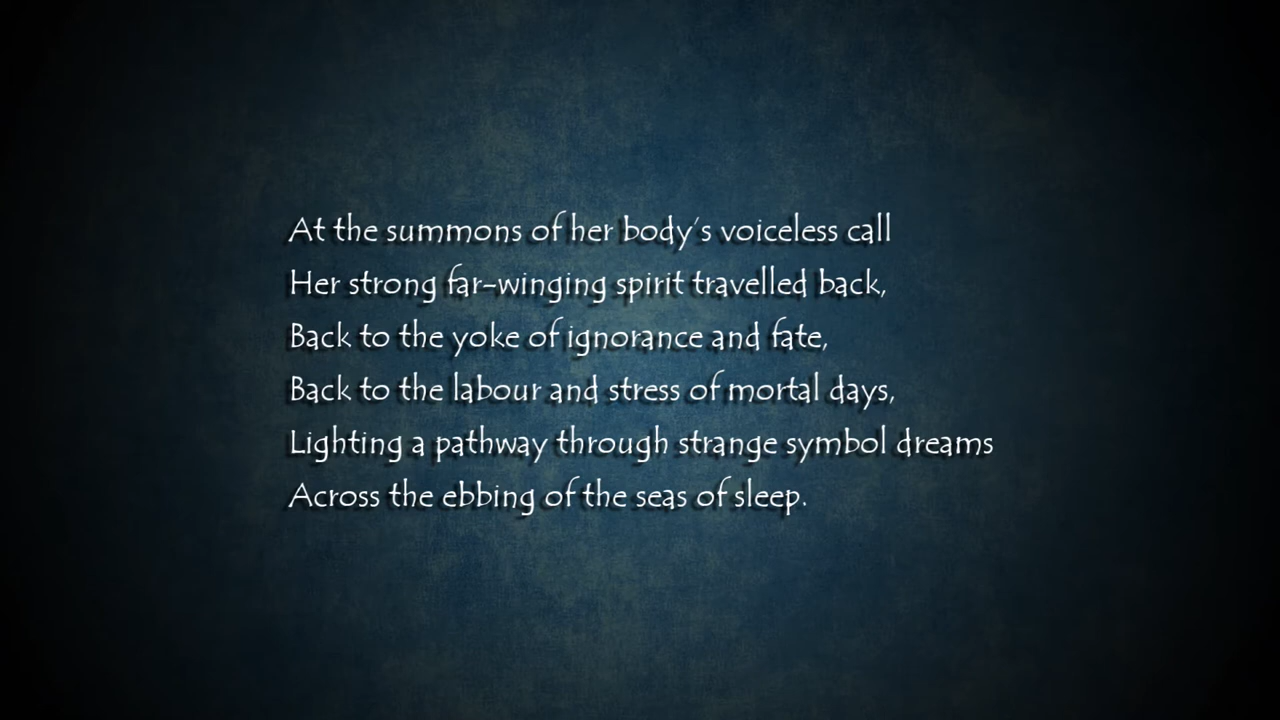 At the summons of her body's voiceless call
Her strong far-winging spirit travelled back,
Back to the yoke of ignorance and fate,
Back to the labour and stress of mortal days,
Lighting a pathway through strange symbol dreams
Across the ebbing of the seas of sleep.